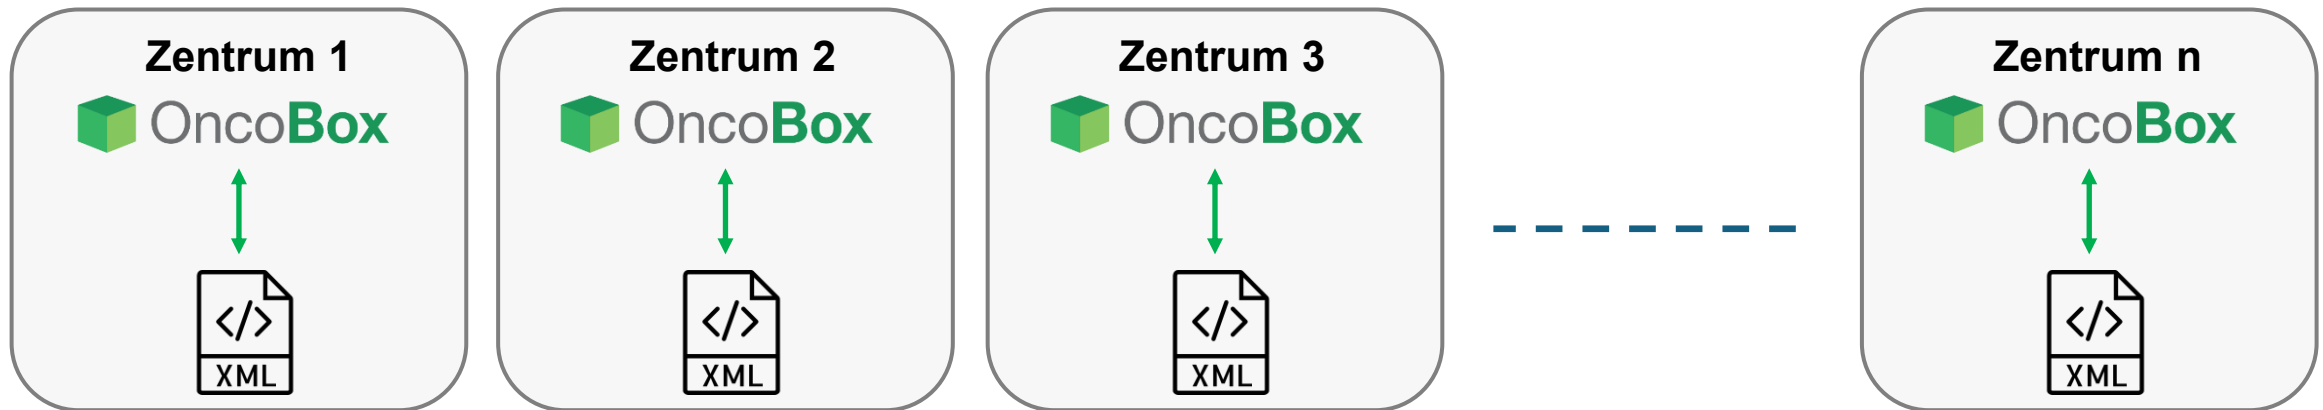 Zentrum 1
OncoBox
</>
XML
Zentrum 2
OncoBox
</>
XML
Zentrum 3
OncoBox
</>
XML
Zentrum n
OncoBox
</>
XML